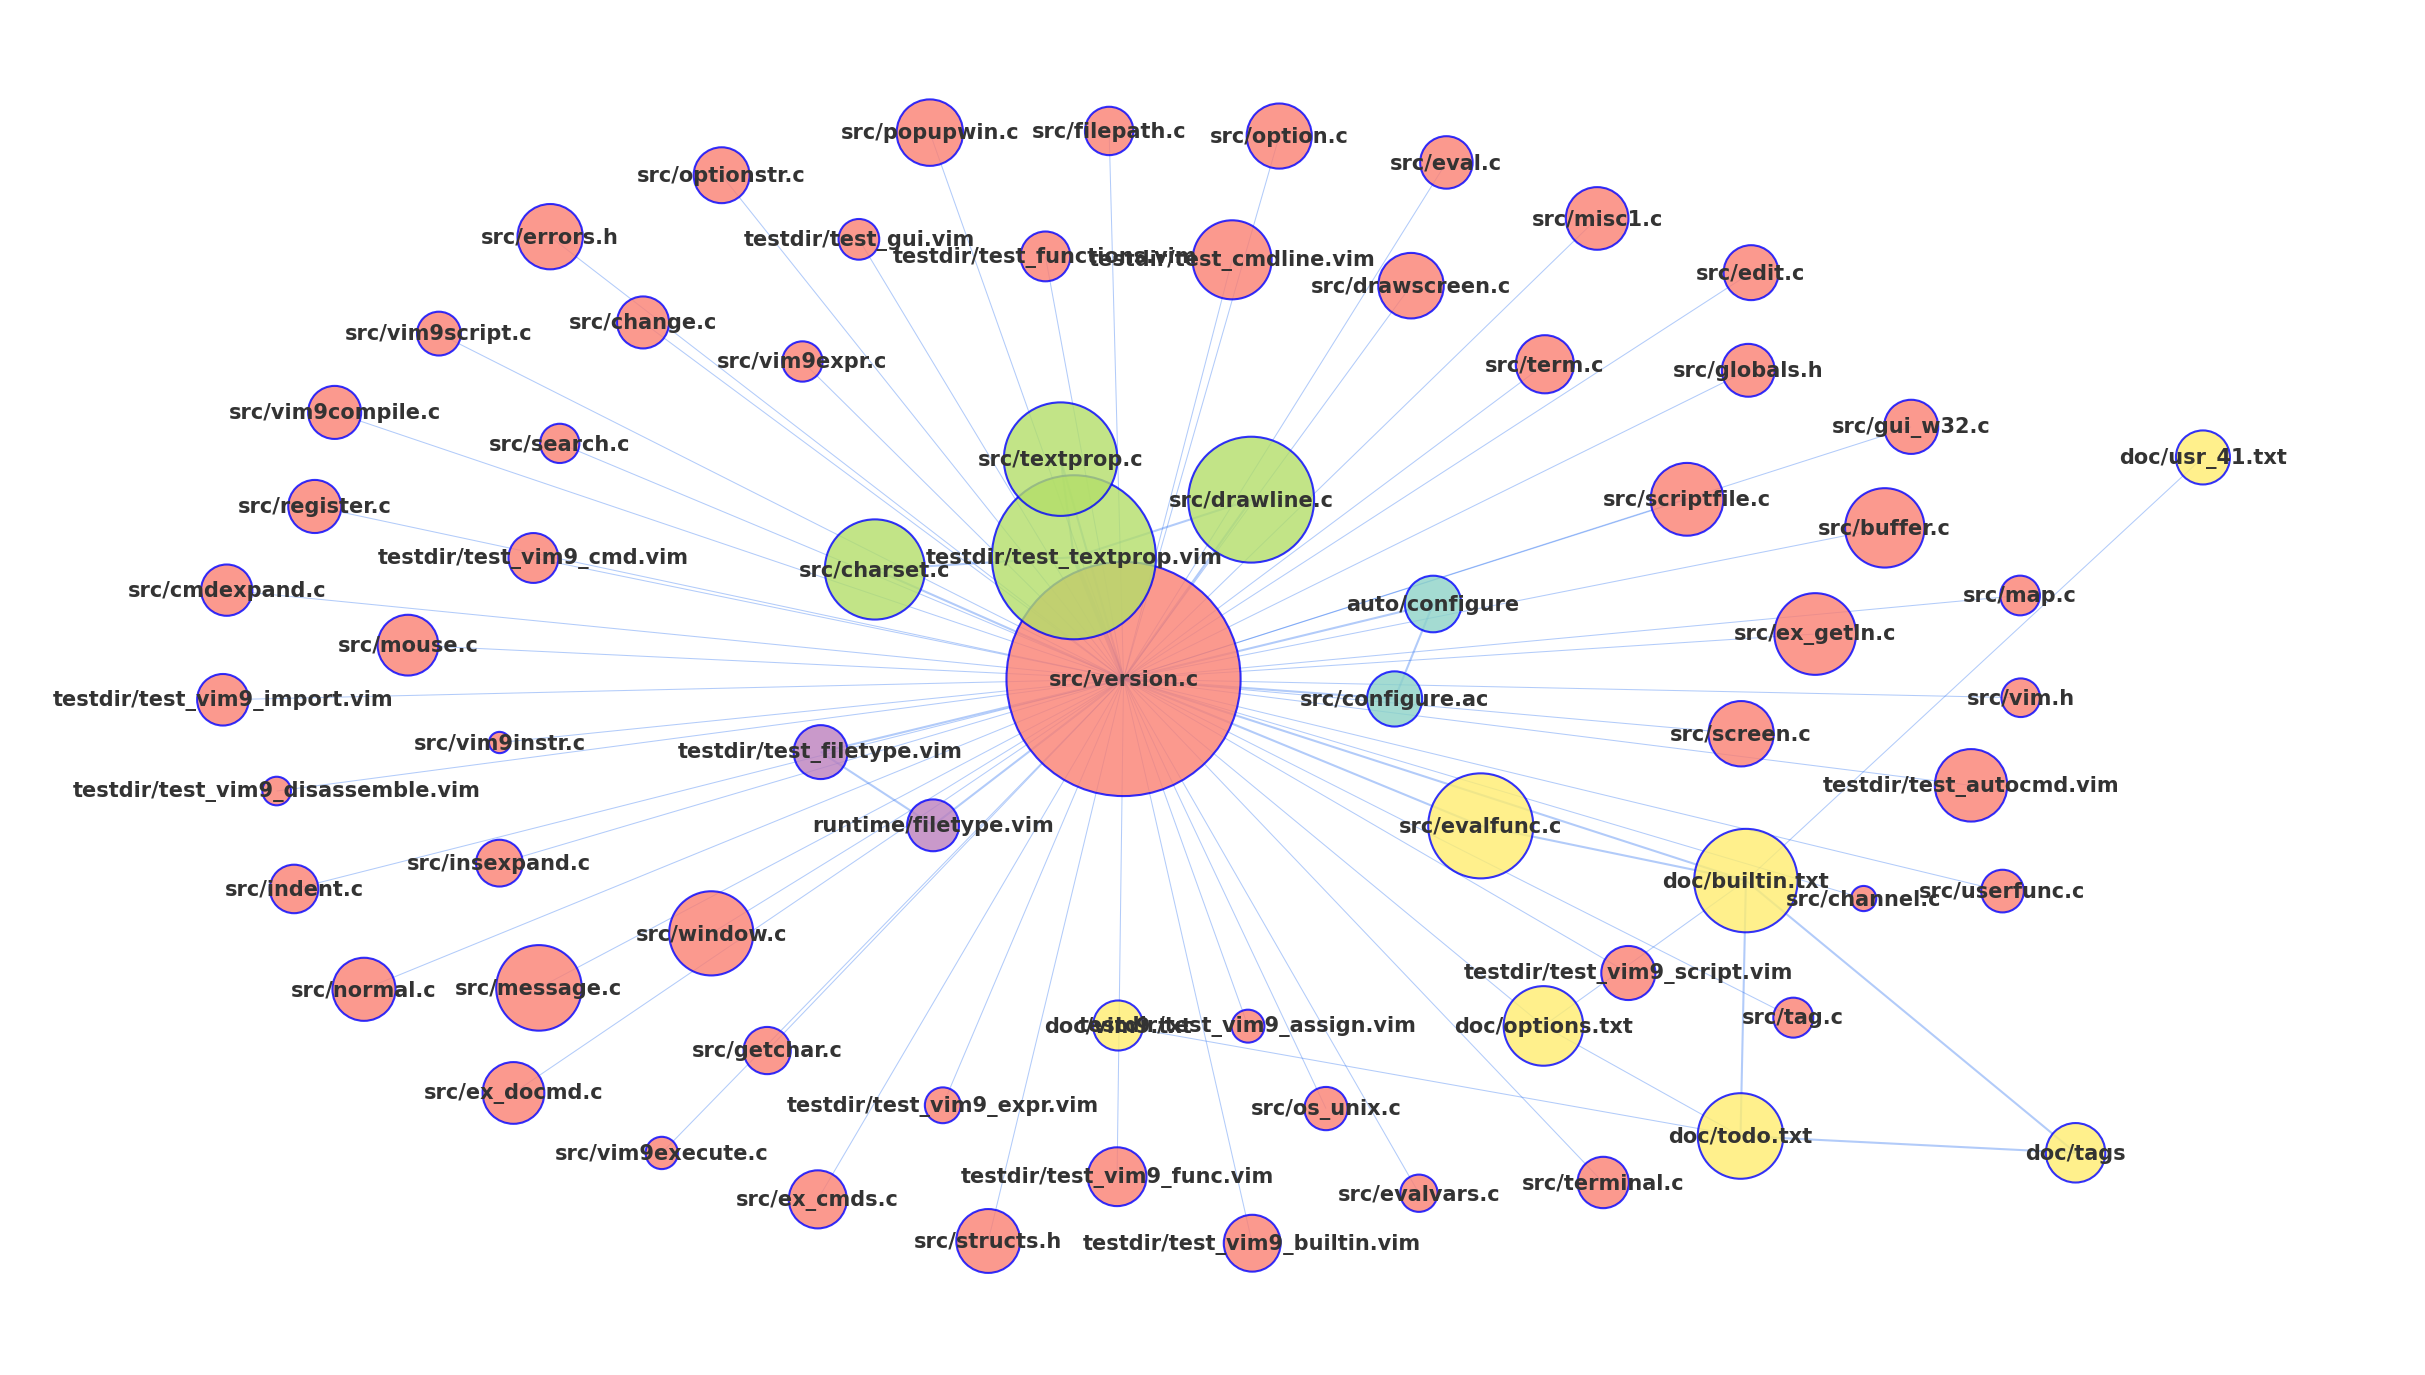 src/popupwin.c
src/filepath.c
src/option.c
src/eval.c
src/optionstr.c
src/misc1.c
src/errors.h
testdir/test_gui.vim
testdir/test_functions.vim
testdir/test_cmdline.vim
src/drawscreen.c
src/edit.c
src/vim9script.c
src/change.c
src/vim9expr.c
src/term.c
src/globals.h
src/vim9compile.c
src/search.c
src/textprop.c
src/gui_w32.c
doc/usr_41.txt
src/register.c
src/drawline.c
src/scriptfile.c
src/buffer.c
testdir/test_vim9_cmd.vim
src/charset.c
testdir/test_textprop.vim
src/cmdexpand.c
auto/configure
src/map.c
src/mouse.c
src/ex_getln.c
src/version.c
testdir/test_vim9_import.vim
src/configure.ac
src/vim.h
src/vim9instr.c
testdir/test_filetype.vim
src/screen.c
testdir/test_vim9_disassemble.vim
testdir/test_autocmd.vim
runtime/filetype.vim
src/evalfunc.c
src/insexpand.c
src/indent.c
doc/builtin.txt
src/channel.c
src/userfunc.c
src/window.c
src/normal.c
src/message.c
testdir/test_vim9_script.vim
doc/vim9.txt
testdir/test_vim9_assign.vim
doc/options.txt
src/tag.c
src/getchar.c
src/ex_docmd.c
testdir/test_vim9_expr.vim
src/os_unix.c
doc/todo.txt
src/vim9execute.c
doc/tags
testdir/test_vim9_func.vim
src/ex_cmds.c
src/evalvars.c
src/terminal.c
src/structs.h
testdir/test_vim9_builtin.vim